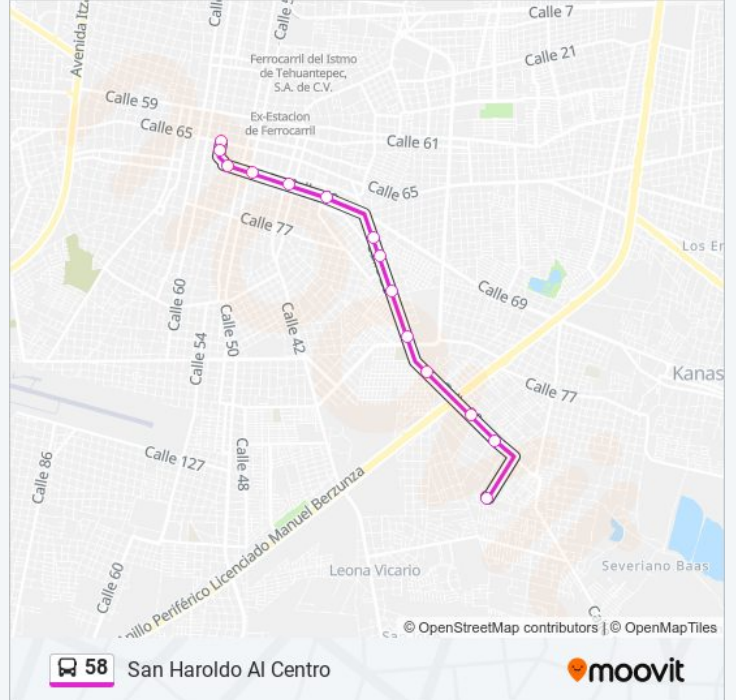 Calle 7
Avenida Itz
Calle 21
Ferrocarril del Istmo
de Tehuantepec,
S.A. de C.V.
Calle 59
Ex-Estacion
de Ferrocarril
Calle 65
Calle 61
Calle 65
Calle 77
Los Er
Calle 69
Calle 60
Calle 50
Calle 42
Calle 54
Kanas
Calle 77
Calle 127
Calle 48
Calle 86
Anillo Periférico Licenciado Manuel Berzunza
Leona Vicario
Severiano Baas
Calle 60
© OpenStreetMap contributors | © OpenMapTiles
58 San Haroldo Al Centro
moovit